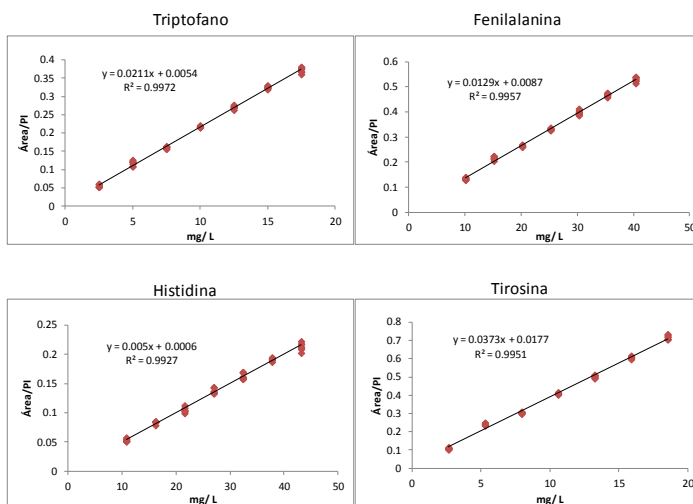 Triptofano
0.4
0.35
0.3
0.25
0.2
0.15
0.1
0.05
0
Área/PI
y = 0.0211x + 0.0054
R² = 0.9972
0 5 10 15 20
mg/ L
Fenilalanina
0.6
0.5
0.4
0.3
0.2
0.1
0
Área/PI
y = 0.0129x + 0.0087
R² = 0.9957
0 10 20 30 40 50
mg/ L
Histidina
0.25
0.2
0.15
0.1
0.05
0
Área/PI
y = 0.005x + 0.0006
R² = 0.9927
0 10 20 30 40 50
mg/ L
Tirosina
0.8
0.7
0.6
0.5
0.4
0.3
0.2
0.1
0
Área/PI
y = 0.0373x + 0.0177
R² = 0.9951
0 5 10 15 20
mg/ L